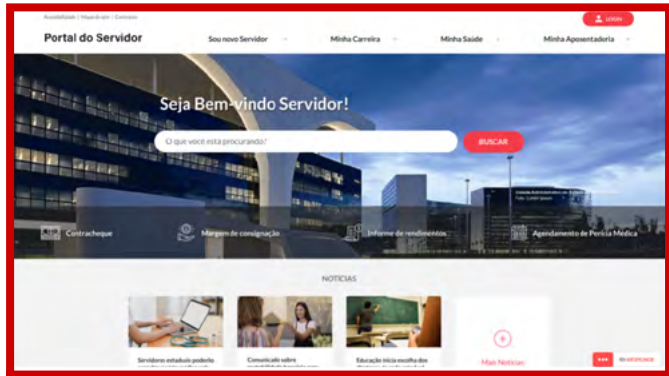 Acessibilidade | Mapa do site | Contraste
LOGIN
Portal do Servidor
Sou novo Servidor
Minha Carreira
Minha Saúde
Minha Aposentadoria
Seja Bem-vindo Servidor!
O que você está procurando?
BUSCAR
Contracheque
Margem de consignação
Informe de rendimentos
Agendamento de Perícia Médica
NOTÍCIAS
Servidores estaduais poderão
Comunicado sobre
Educação inicia escolha dos
Mais Notícias